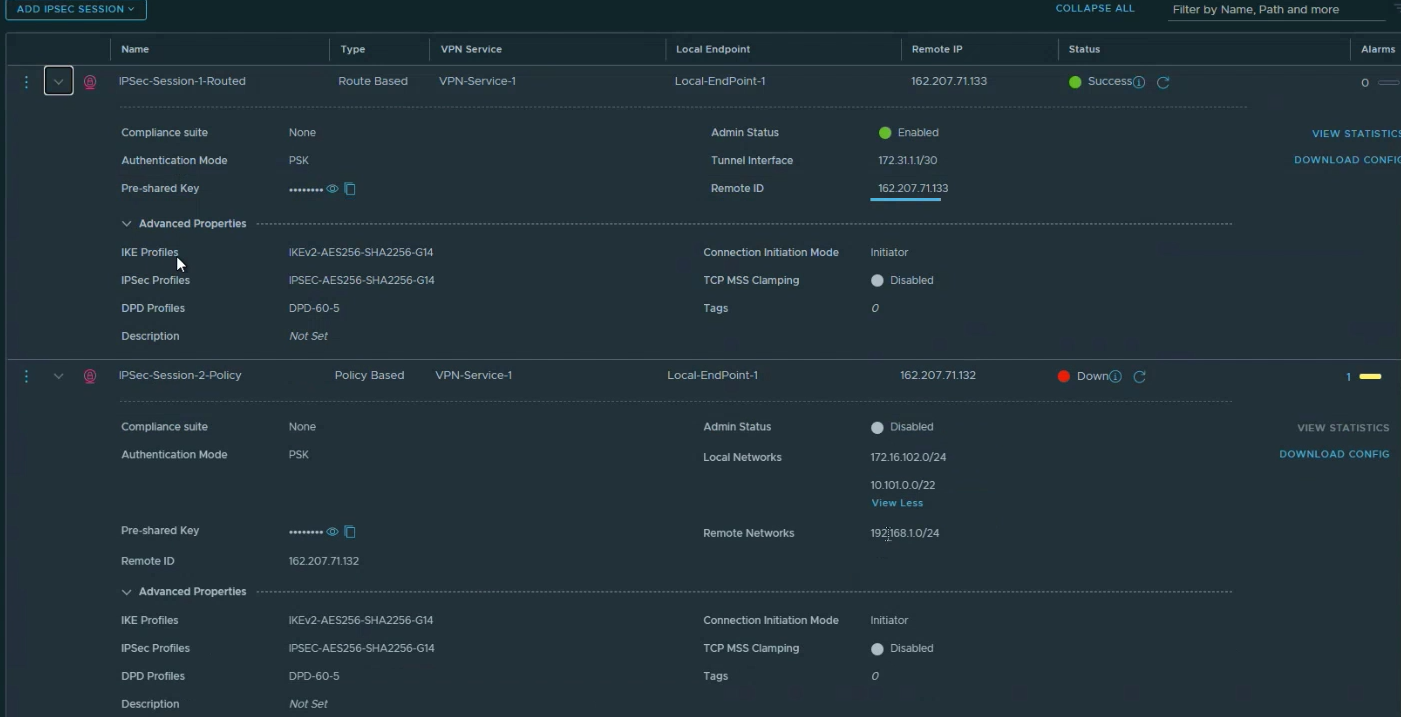 ADD IPSEC SESSION
COLLAPSE ALL Filter by Name, Path and more
Name Type VPN Service Local Endpoint Remote IP Status Alarms
IPSec-Session-1-Routed Route Based VPN-Service-1 Local-EndPoint-1 162.207.71.133 Success 0
Compliance suite None Admin Status Enabled VIEW STATISTICS
Authentication Mode PSK Tunnel Interface 172.31.1.1/30 DOWNLOAD CONFIG
Pre-shared Key •••••••• Remote ID 162.207.71.133
Advanced Properties
IKE Profiles IKEv2-AES256-SHA2256-G14 Connection Initiation Mode Initiator
IPSec Profiles IPSEC-AES256-SHA2256-G14 TCP MSS Clamping Disabled
DPD Profiles DPD-60-5 Tags 0
Description Not Set
IPSec-Session-2-Policy Policy Based VPN-Service-1 Local-EndPoint-1 162.207.71.132 Down 1
Compliance suite None Admin Status Disabled VIEW STATISTICS
Authentication Mode PSK Local Networks 172.16.102.0/24 DOWNLOAD CONFIG
10.101.0.0/22
View Less
Pre-shared Key •••••••• Remote Networks 192.168.1.0/24
Remote ID 162.207.71.132
Advanced Properties
IKE Profiles IKEv2-AES256-SHA2256-G14 Connection Initiation Mode Initiator
IPSec Profiles IPSEC-AES256-SHA2256-G14 TCP MSS Clamping Disabled
DPD Profiles DPD-60-5 Tags 0
Description Not Set